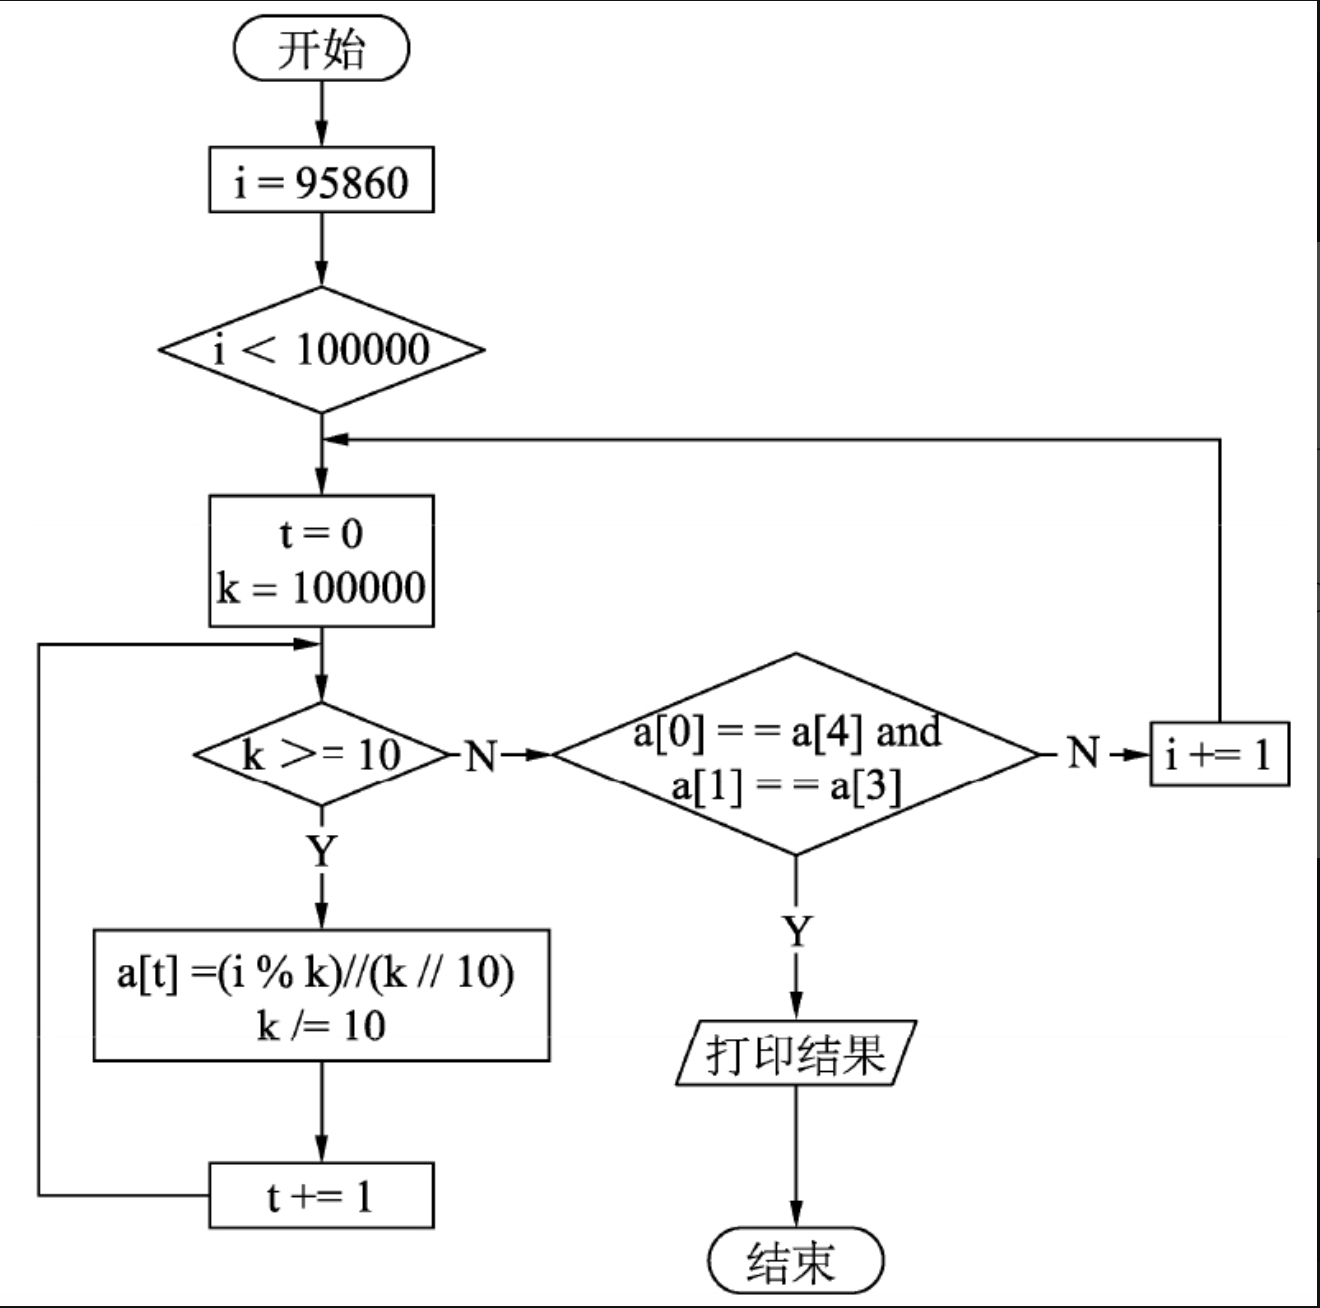 开始
i = 95860
i < 100000
t = 0
k = 100000
k >= 10
N
a[0] = = a[4] and
a[1] = = a[3]
N
i += 1
Y
Y
a[t] =(i % k)//(k // 10)
k /= 10
打印结果
t += 1
结束